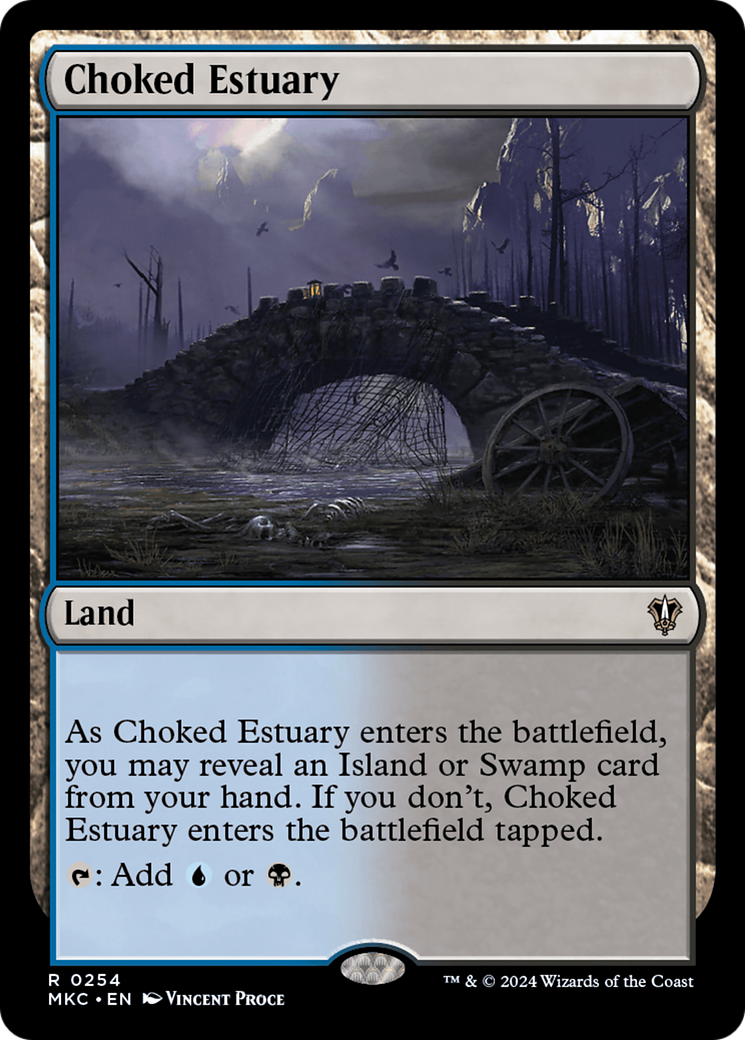 Choked Estuary
Land
As Choked Estuary enters the battlefield,
you may reveal an Island or Swamp card
from your hand. If you don't, Choked
Estuary enters the battlefield tapped.
: Add or .
R 0254
MKC • EN Vincent Proce
™ & © 2024 Wizards of the Coast